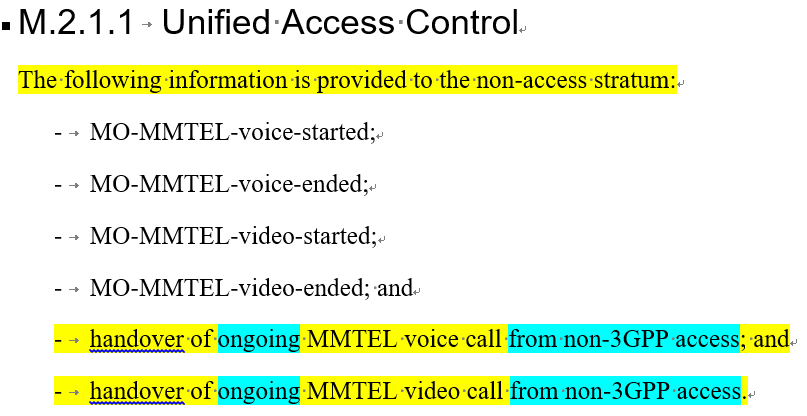 M.2.1.1 Unified Access Control
The following information is provided to the non-access stratum:
- MO-MMTEL-voice-started;
- MO-MMTEL-voice-ended;
- MO-MMTEL-video-started;
- MO-MMTEL-video-ended; and
- handover of ongoing MMTEL voice call from non-3GPP access; and
- handover of ongoing MMTEL video call from non-3GPP access.